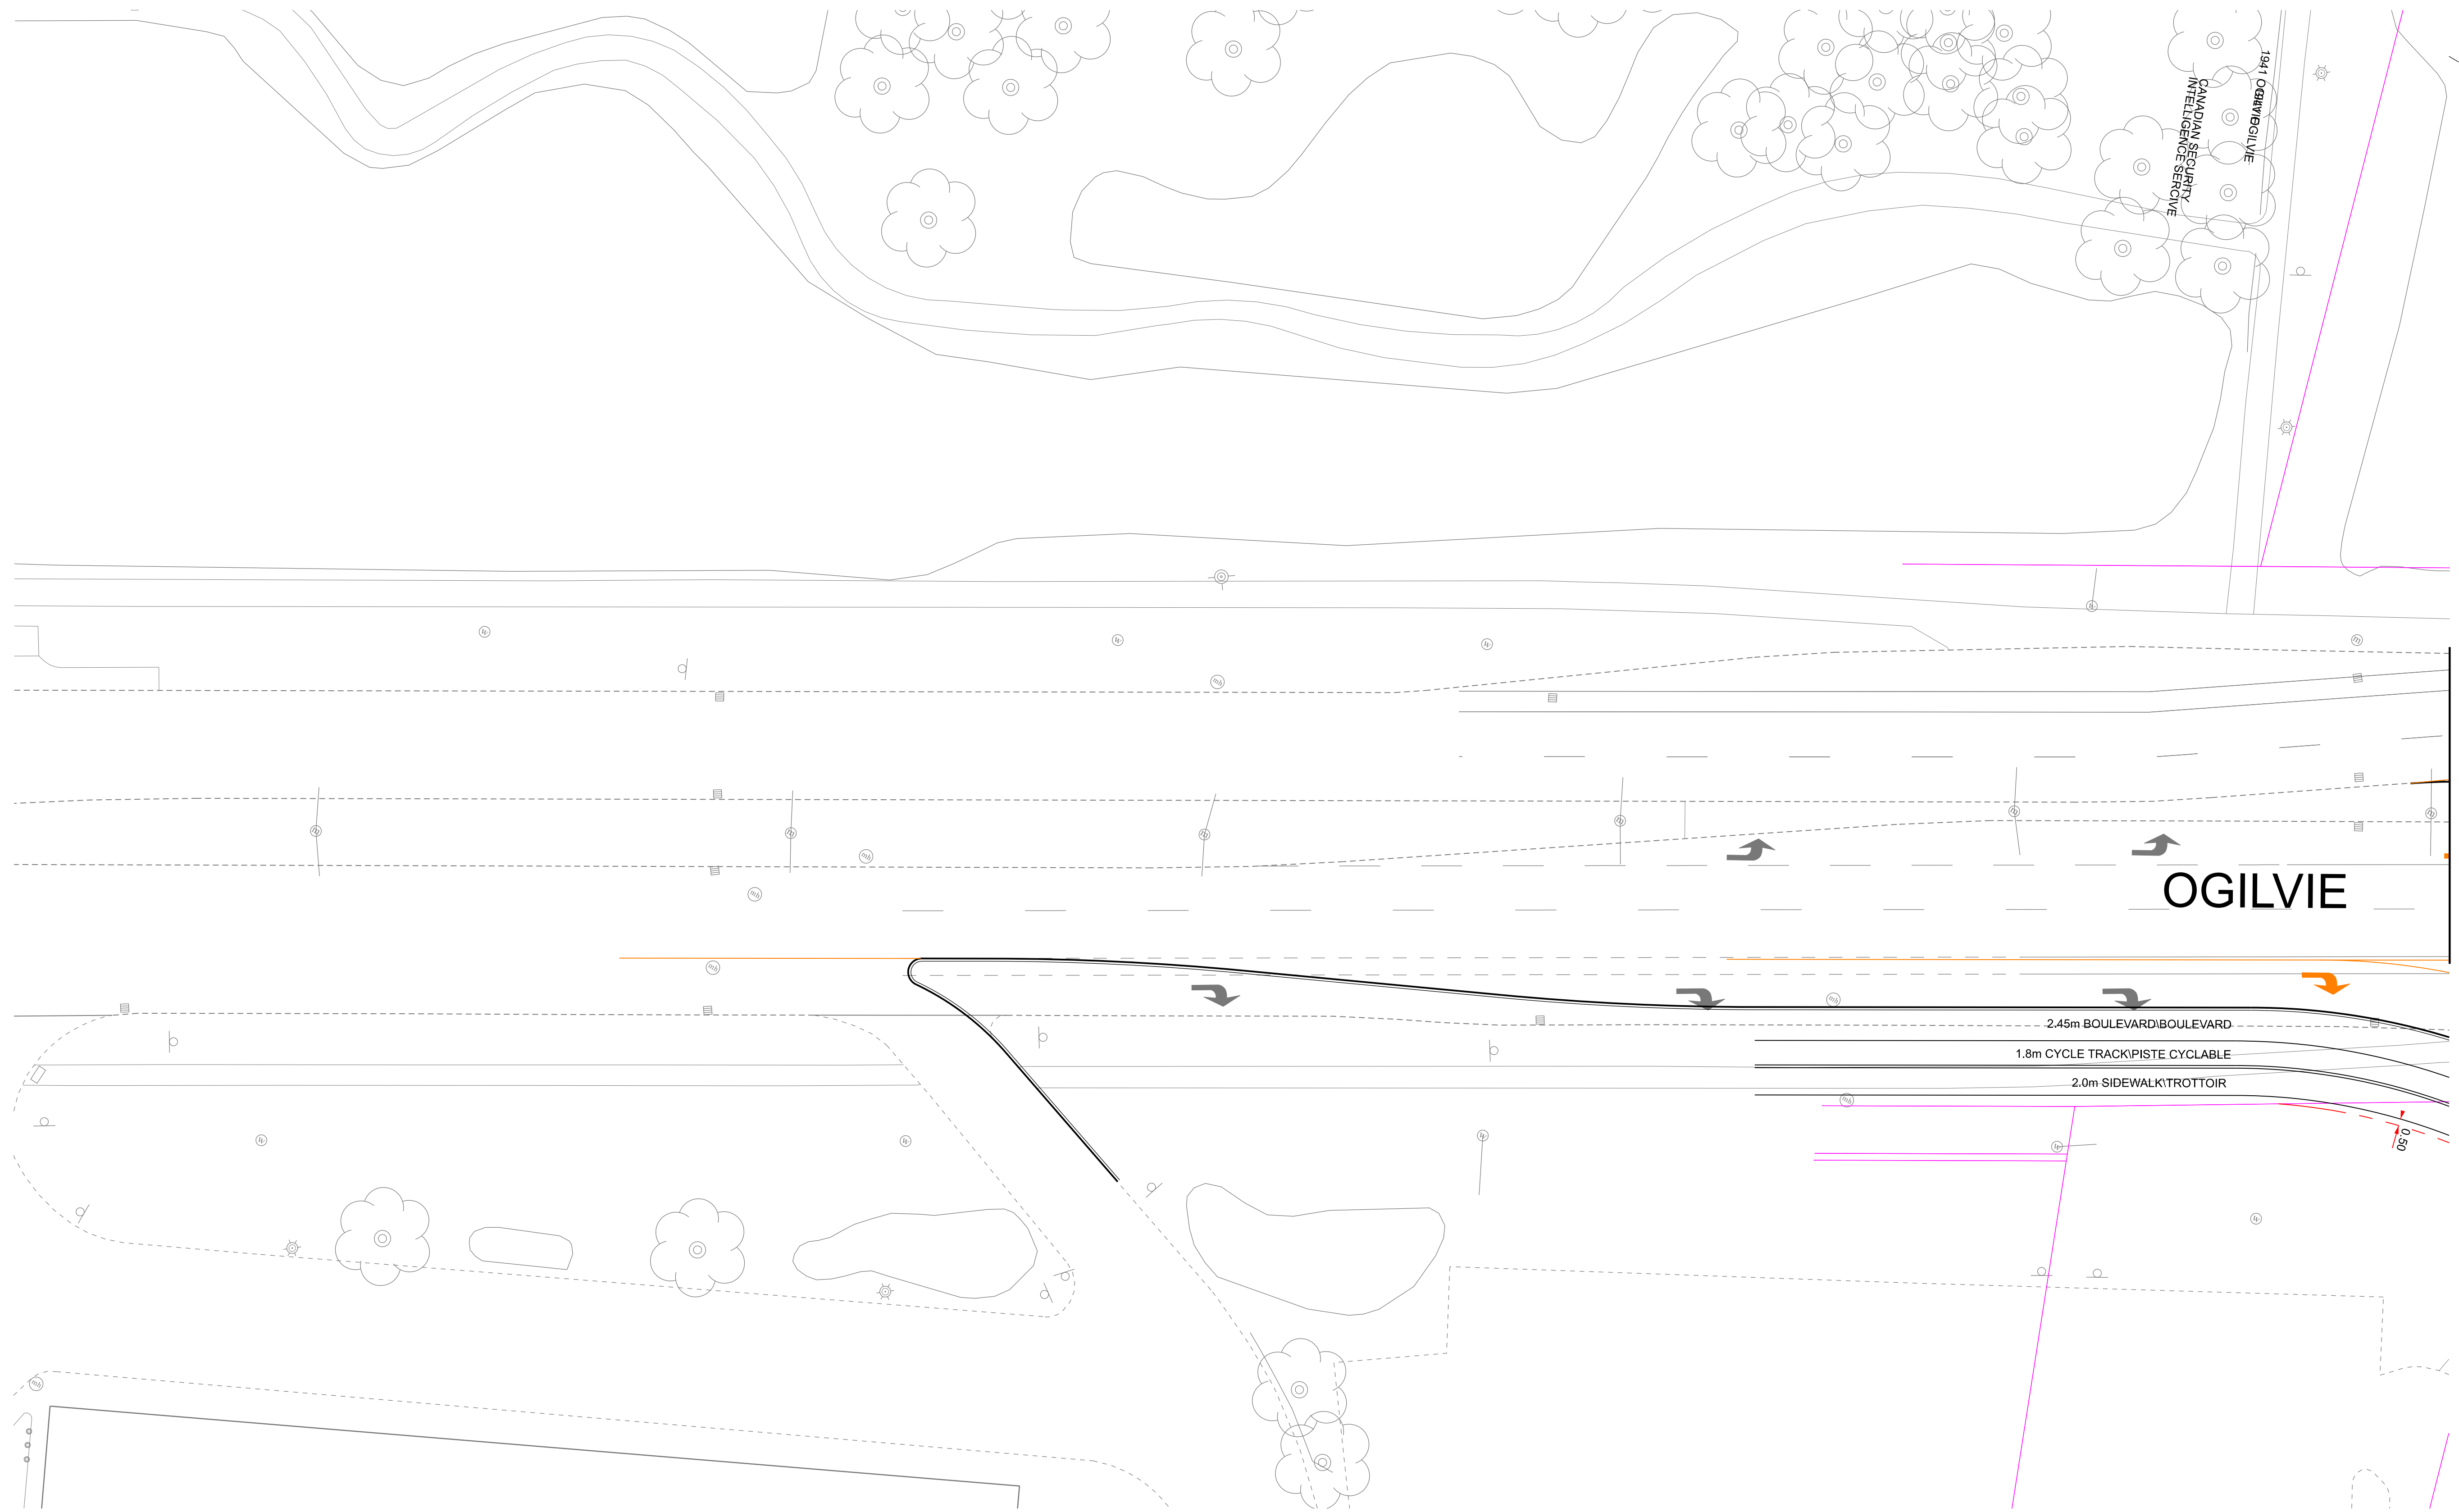 1941 OGILVIE
OGILVIE
CANADIAN SECURITY
INTELLIGENCE SERCIVE
OGILVIE
2.45m BOULEVARD\BOULEVARD
1.8m CYCLE TRACK\PISTE CYCLABLE
2.0m SIDEWALK\TROTTOIR
0.50